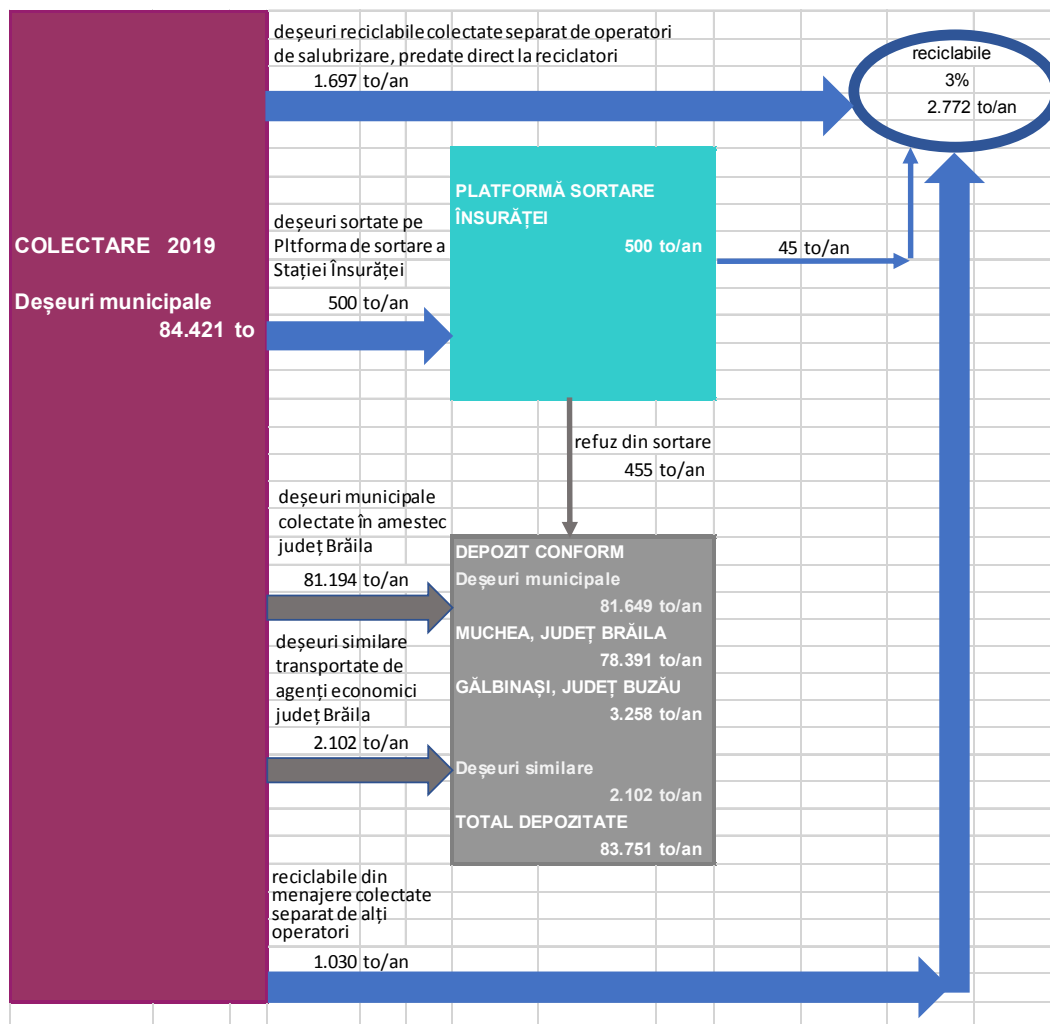 deșeuri reciclabile colectate separat de operatori
de salubrizare, predate direct la reciclatori
1.697 to/an
reciclabile
3%
2.772 to/an
COLECTARE 2019
Deșeuri municipale
84.421 to
deșeuri sortate pe
Pltforma de sortare a
Stației Însurăței
500 to/an
PLATFORMĂ SORTARE
ÎNSURĂȚEI
500 to/an
45 to/an
refuz din sortare
455 to/an
deșeuri municipale
colectate în amestec
județ Brăila
81.194 to/an
deșeuri similare
transportate de
agenți economici
județ Brăila
2.102 to/an
DEPOZIT CONFORM
Deșeuri municipale
81.649 to/an
MUCHEA, JUDEȚ BRĂILA
78.391 to/an
GĂLBINAȘI, JUDEȚ BUZĂU
3.258 to/an
Deșeuri similare
2.102 to/an
TOTAL DEPOZITATE
83.751 to/an
reciclabile din
menajere colectate
separat de alți
operatori
1.030 to/an